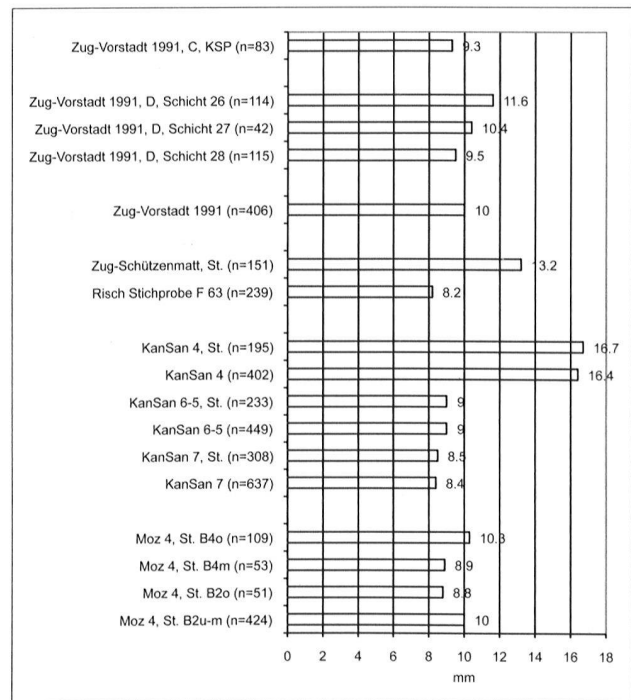 Zug-Vorstadt 1991, C, KSP (n=83) 9.3
Zug-Vorstadt 1991, D, Schicht 26 (n=114) 11.6
Zug-Vorstadt 1991, D, Schicht 27 (n=42) 10.4
Zug-Vorstadt 1991, D, Schicht 28 (n=115) 9.5
Zug-Vorstadt 1991 (n=406) 10
Zug-Schützenmatt, St. (n=151) 13.2
Risch Stichprobe F 63 (n=239) 8.2
KanSan 4, St. (n=195) 16.7
KanSan 4 (n=402) 16.4
KanSan 6-5, St. (n=233) 9
KanSan 6-5 (n=449) 9
KanSan 7, St. (n=308) 8.5
KanSan 7 (n=637) 8.4
Moz 4, St. B4o (n=109) 10.3
Moz 4, St. B4m (n=53) 8.9
Moz 4, St. B2o (n=51) 8.8
Moz 4, St. B2u-m (n=424) 10
0 2 4 6 8 10 12 14 16 18
mm